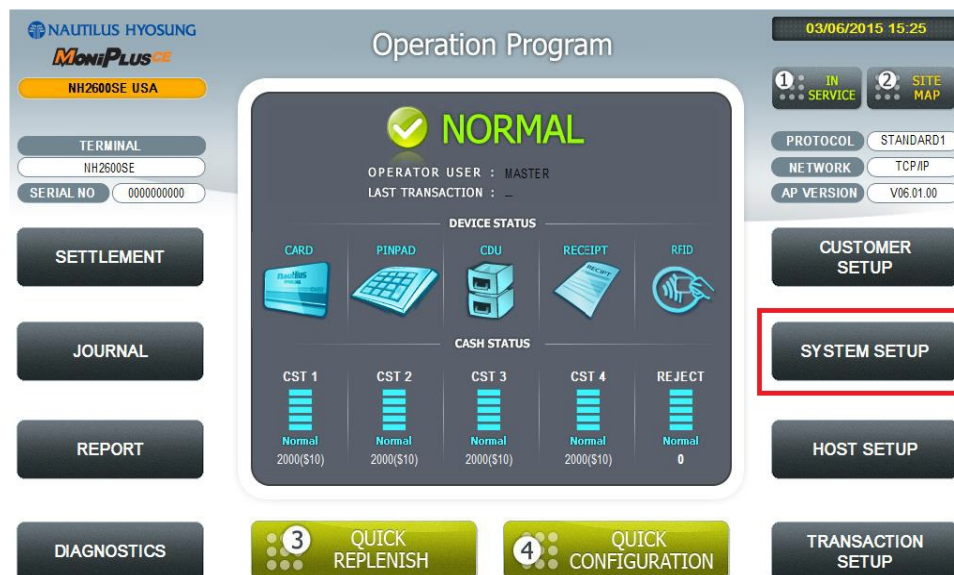 NAUTILUS HYOSUNG
MoniPlusCE
NH2600SE USA
Operation Program
03/06/2015 15:25
1 IN SERVICE
2 SITE MAP
TERMINAL
NH2600SE
SERIAL NO 0000000000
PROTOCOL STANDARD1
NETWORK TCP/IP
AP VERSION V06.01.00
NORMAL
OPERATOR USER : MASTER
LAST TRANSACTION : _
DEVICE STATUS
CARD PINPAD CDU RECEIPT RFID
Nautilus
RECIPT
CASH STATUS
CST 1 CST 2 CST 3 CST 4 REJECT
Normal Normal Normal Normal Normal
2000($10) 2000($10) 2000($10) 2000($10) 0
SETTLEMENT
JOURNAL
REPORT
DIAGNOSTICS
CUSTOMER
SETUP
SYSTEM SETUP
HOST SETUP
TRANSACTION
SETUP
3 QUICK
REPLENISH
4 QUICK
CONFIGURATION